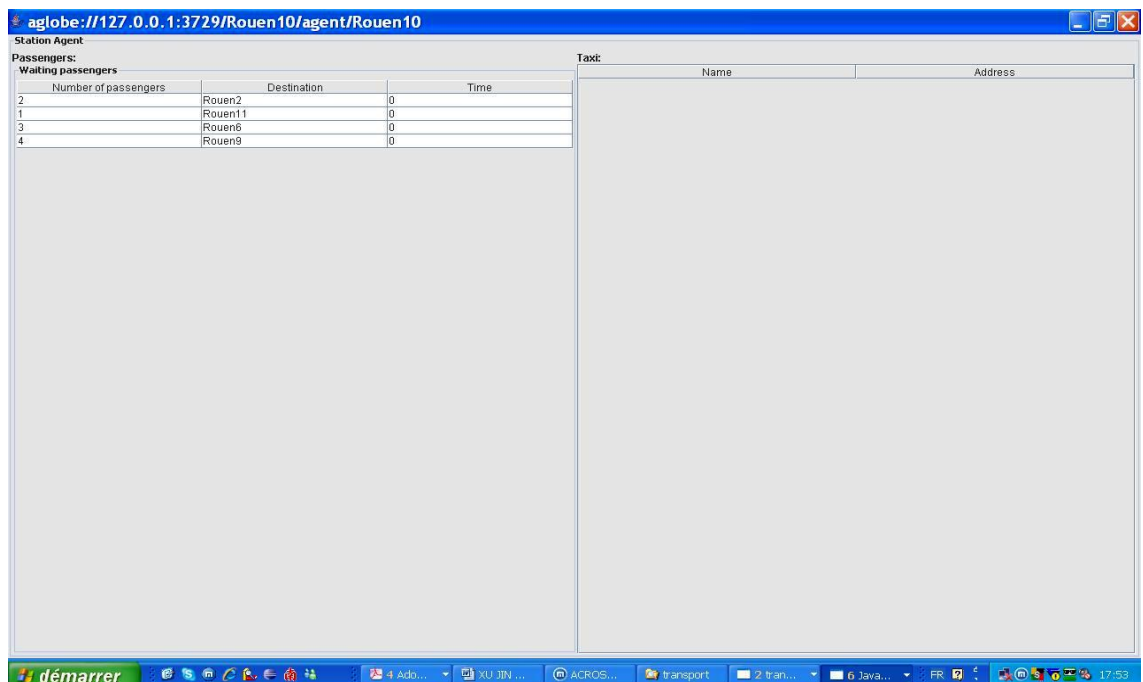 aglobe://127.0.0.1:3729/Rouen10/agent/Rouen10
Station Agent
Passengers:
Waiting passengers
Number of passengers Destination Time
2 Rouen2 0
1 Rouen11 0
3 Rouen6 0
4 Rouen9 0
Taxi:
Name Address
démarrer 4 Ado... XU JIN ... ACROS... transport 2 tran... 6 Java... FR 17:53